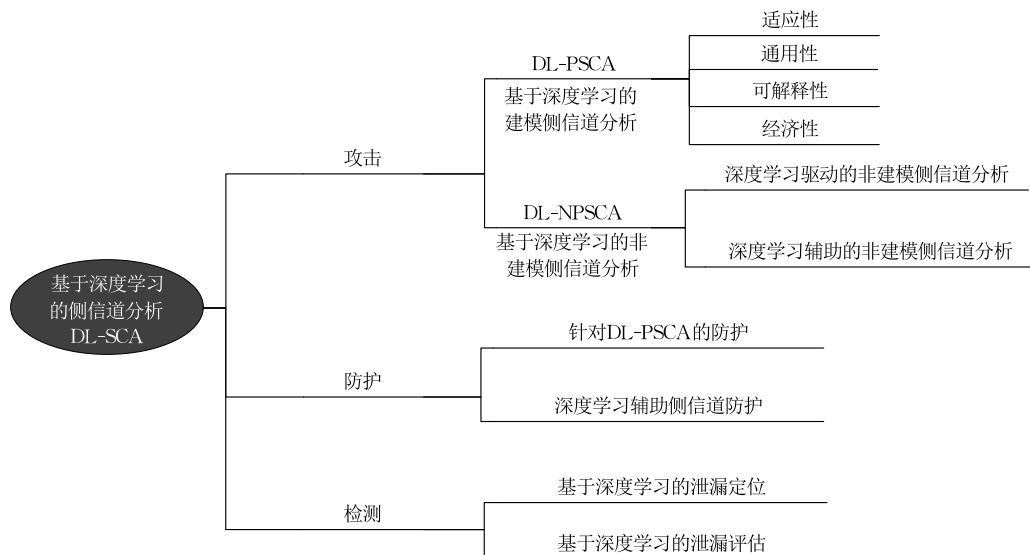 基于深度学习
的侧信道分析
DL-SCA
攻击
DL-PSCA
基于深度学习的
建模侧信道分析
适应性
通用性
可解释性
经济性
DL-NPSCA
基于深度学习的非
建模侧信道分析
深度学习驱动的非建模侧信道分析
深度学习辅助的非建模侧信道分析
防护
针对DL-PSCA的防护
深度学习辅助侧信道防护
检测
基于深度学习的泄漏定位
基于深度学习的泄漏评估